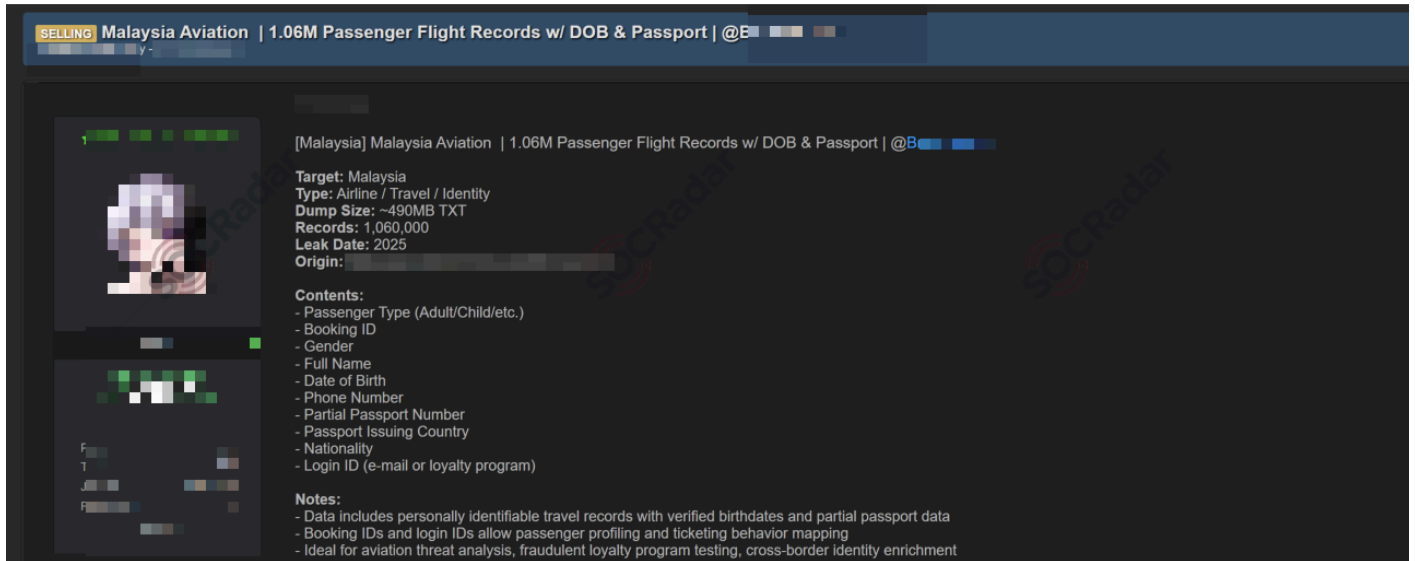 SELLING Malaysia Aviation | 1.06M Passenger Flight Records w/ DOB & Passport |
[Malaysia] Malaysia Aviation | 1.06M Passenger Flight Records w/ DOB & Passport |
Target: Malaysia
Type: Airline / Travel / Identity
Dump Size: ~490MB TXT
Records: 1,060,000
Leak Date: 2025
Origin:
Contents:
- Passenger Type (Adult/Child/etc.)
- Booking ID
- Gender
- Full Name
- Date of Birth
- Phone Number
- Partial Passport Number
- Passport Issuing Country
- Nationality
- Login ID (e-mail or loyalty program)
Notes:
- Data includes personally identifiable travel records with verified birthdates and partial passport data
- Booking IDs and login IDs allow passenger profiling and ticketing behavior mapping
- Ideal for aviation threat analysis, fraudulent loyalty program testing, cross-border identity enrichment
SOCRadar
SOCRadar
SOCRadar